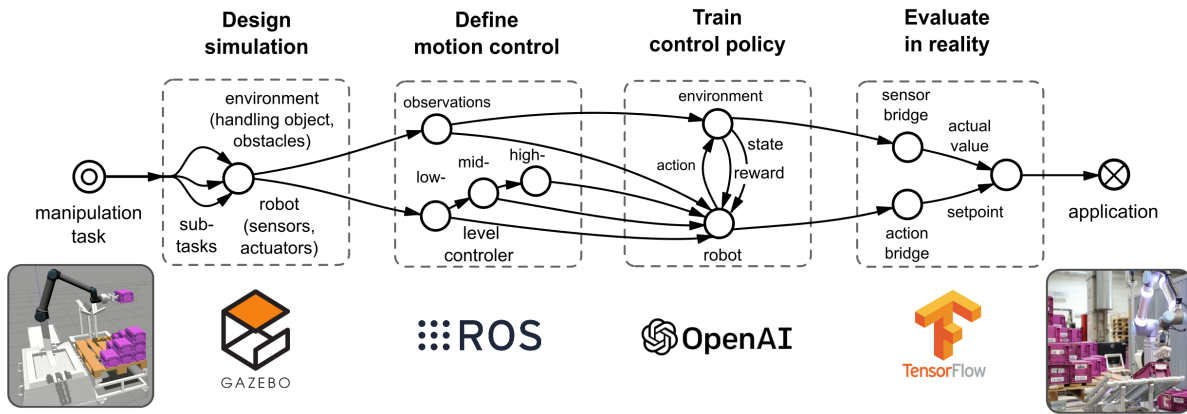 Design
simulation
Define
motion control
Train
control policy
Evaluate
in reality
manipulation
task
environment
(handling object,
obstacles)
sub-
tasks
robot
(sensors,
actuators)
observations
low-
mid-
high-
level
controler
environment
action
state
reward
robot
sensor
bridge
actual
value
action
bridge
setpoint
application
GAZEBO
ROS
OpenAI
TensorFlow